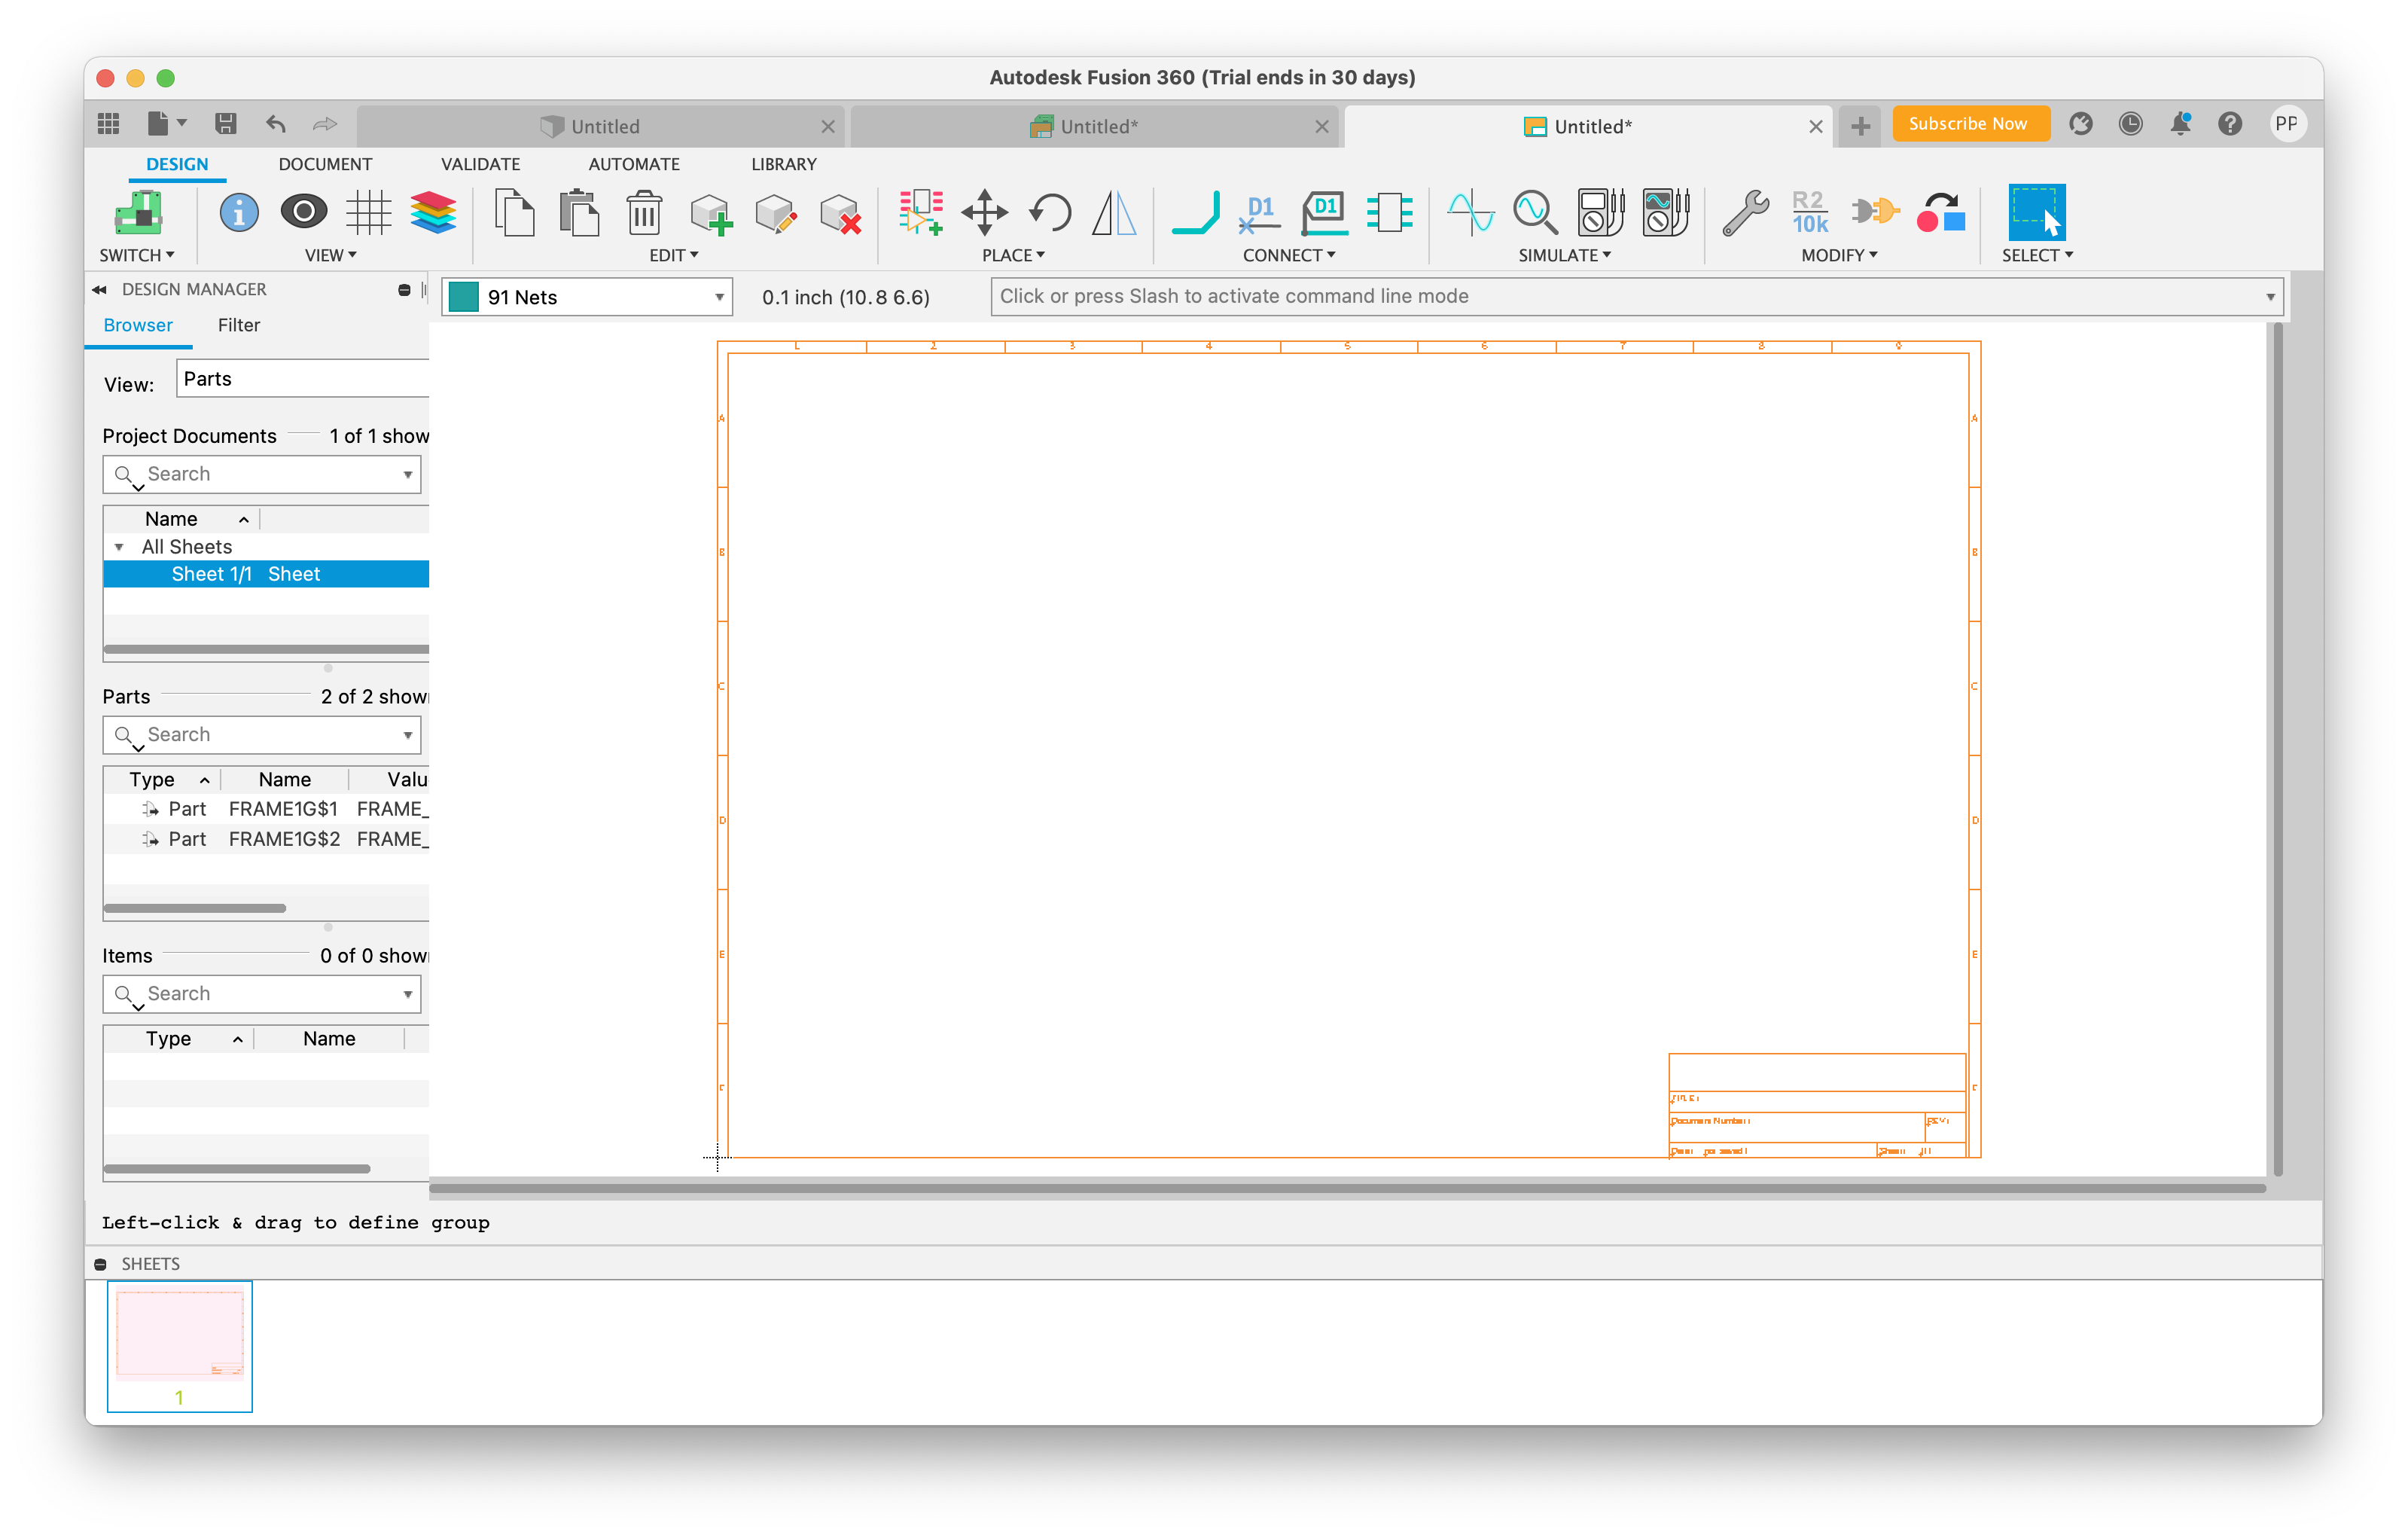 Autodesk Fusion 360 (Trial ends in 30 days)
Untitled
Untitled*
Untitled*
Subscribe Now
PP
DESIGN DOCUMENT VALIDATE AUTOMATE LIBRARY
D1 D1 R2 10k
SWITCH VIEW EDIT PLACE CONNECT SIMULATE MODIFY SELECT
DESIGN MANAGER
91 Nets
0.1 inch (10.8 6.6)
Click or press Slash to activate command line mode
Browser Filter
View: Parts
Project Documents 1 of 1 show
Search
Name
All Sheets
Sheet 1/1 Sheet
Parts 2 of 2 show
Search
Type Name Valu
Part FRAME1G$1 FRAME_
Part FRAME1G$2 FRAME_
Items 0 of 0 show
Search
Type Name
1 2 3 4 5 6 7 8 9
A A
B B
C C
D D
E E
TITLE:
Document Number: REV:
Left-click & drag to define group
SHEETS
1